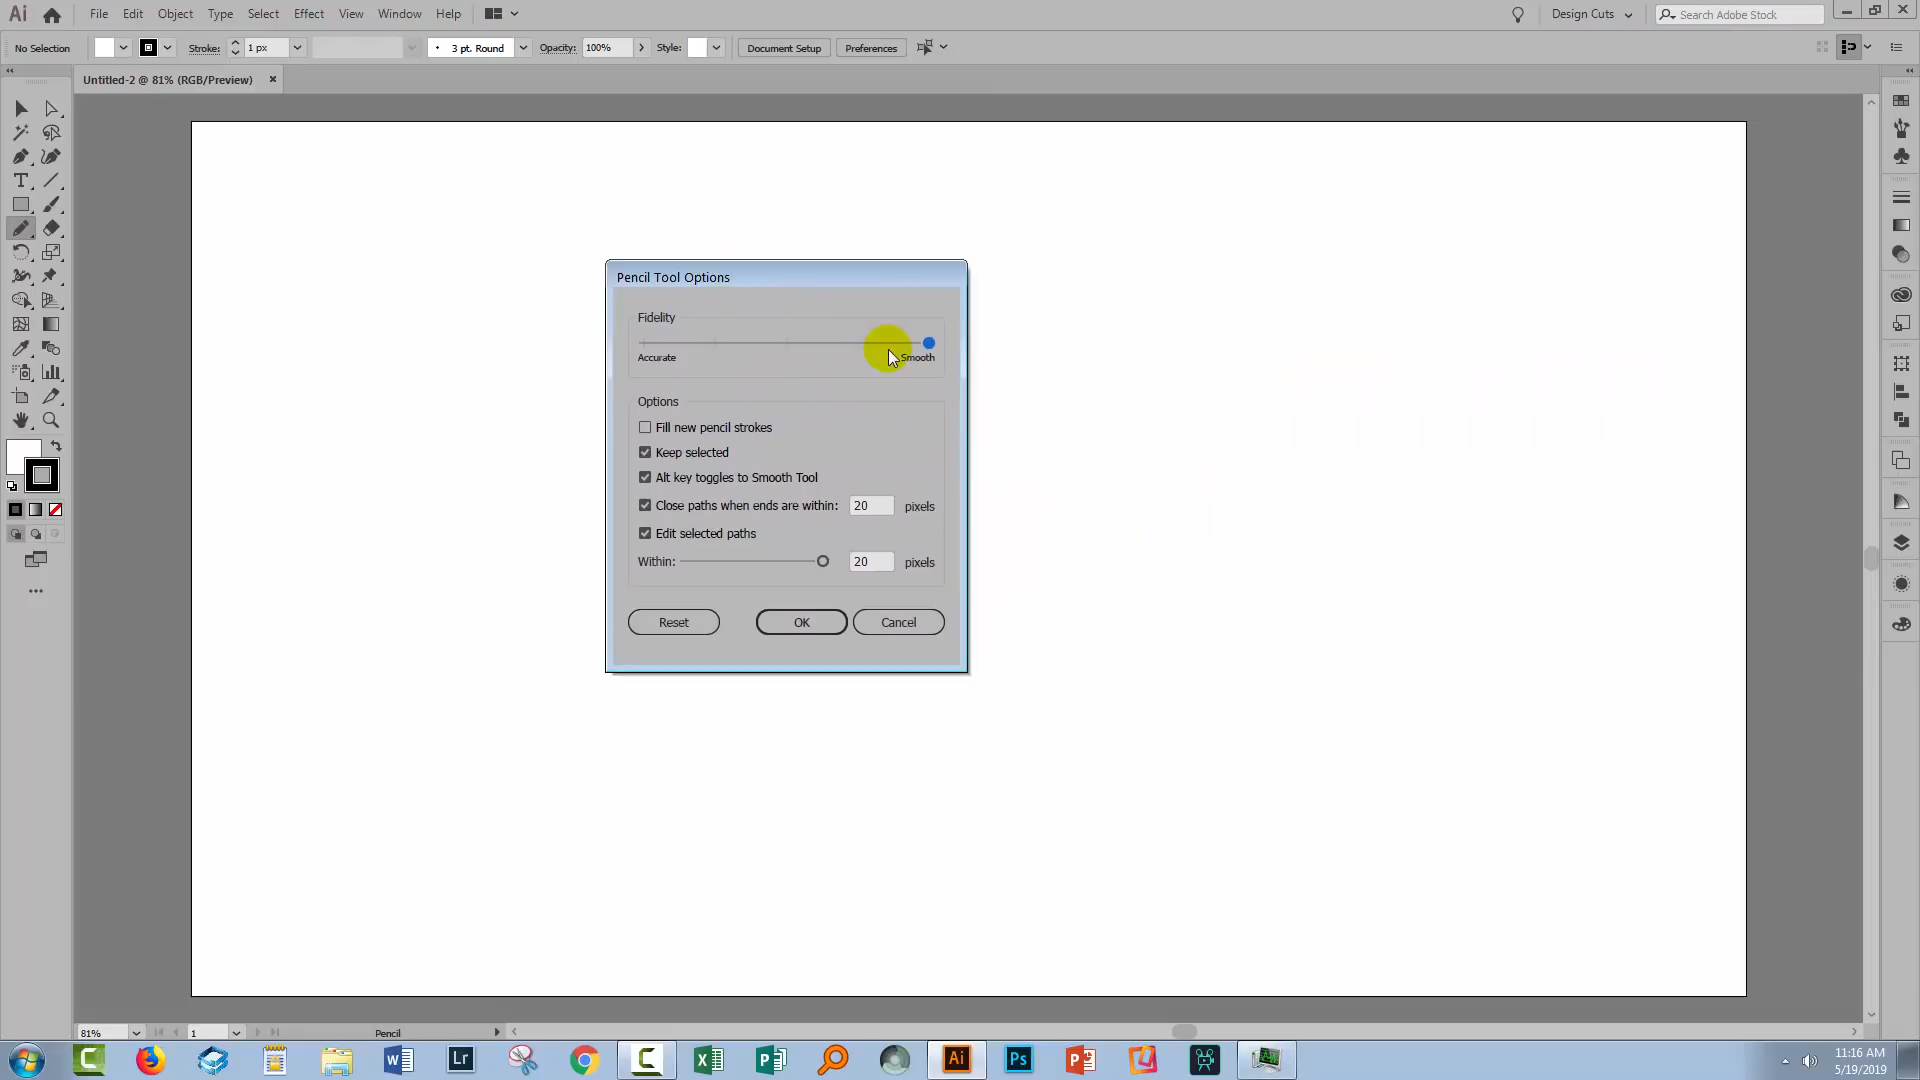 Ai File Edit Object Type Select Effect View Window Help Design Cuts Search Adobe Stock
No Selection Stroke: 1 px 3 pt. Round Opacity: 100% Style: Document Setup Preferences
Untitled-2 @ 81% (RGB/Preview)
Pencil Tool Options
Fidelity
Accurate Smooth
Options
Fill new pencil strokes
Keep selected
Alt key toggles to Smooth Tool
Close paths when ends are within: 20 pixels
Edit selected paths
Within: 20 pixels
Reset OK Cancel
81% 1 Pencil
Lr Ai Ps
11:16 AM
5/19/2019